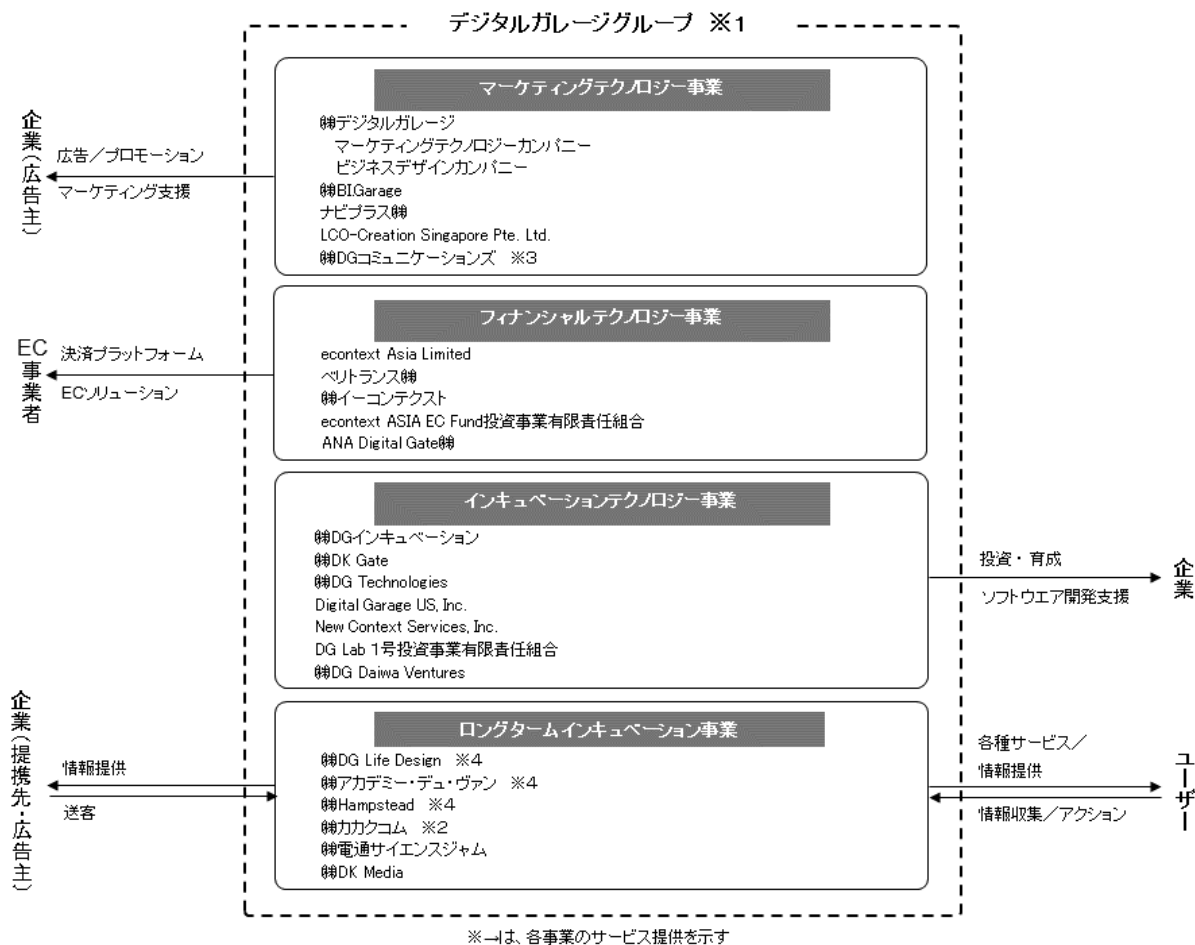 デジタルガレージグループ ※1
マーケティングテクノロジー事業
㈱デジタルガレージ
マーケティングテクノロジーカンパニー
ビジネスデザインカンパニー
㈱BI.Garage
ナビプラス㈱
LCO-Creation Singapore Pte. Ltd.
㈱DGコミュニケーションズ ※3
企業(広告主)
広告/プロモーション
マーケティング支援
フィナンシャルテクノロジー事業
econtext Asia Limited
ベリトランス㈱
㈱イーコンテクスト
econtext ASIA EC Fund投資事業有限責任組合
ANA Digital Gate㈱
EC事業者
決済プラットフォーム
ECソリューション
インキュベーションテクノロジー事業
㈱DGインキュベーション
㈱DK Gate
㈱DG Technologies
Digital Garage US, Inc.
New Context Services, Inc.
DG Lab 1号投資事業有限責任組合
㈱DG Daiwa Ventures
投資・育成
ソフトウエア開発支援
企業
ロングタームインキュベーション事業
㈱DG Life Design ※4
㈱アカデミー・デュ・ヴァン ※4
㈱Hampstead ※4
㈱カカクコム ※2
㈱電通サイエンスジャム
㈱DK Media
企業(提携先・広告主)
情報提供
送客
各種サービス/
情報提供
情報収集/アクション
ユーザー
※→は、各事業のサービス提供を示す